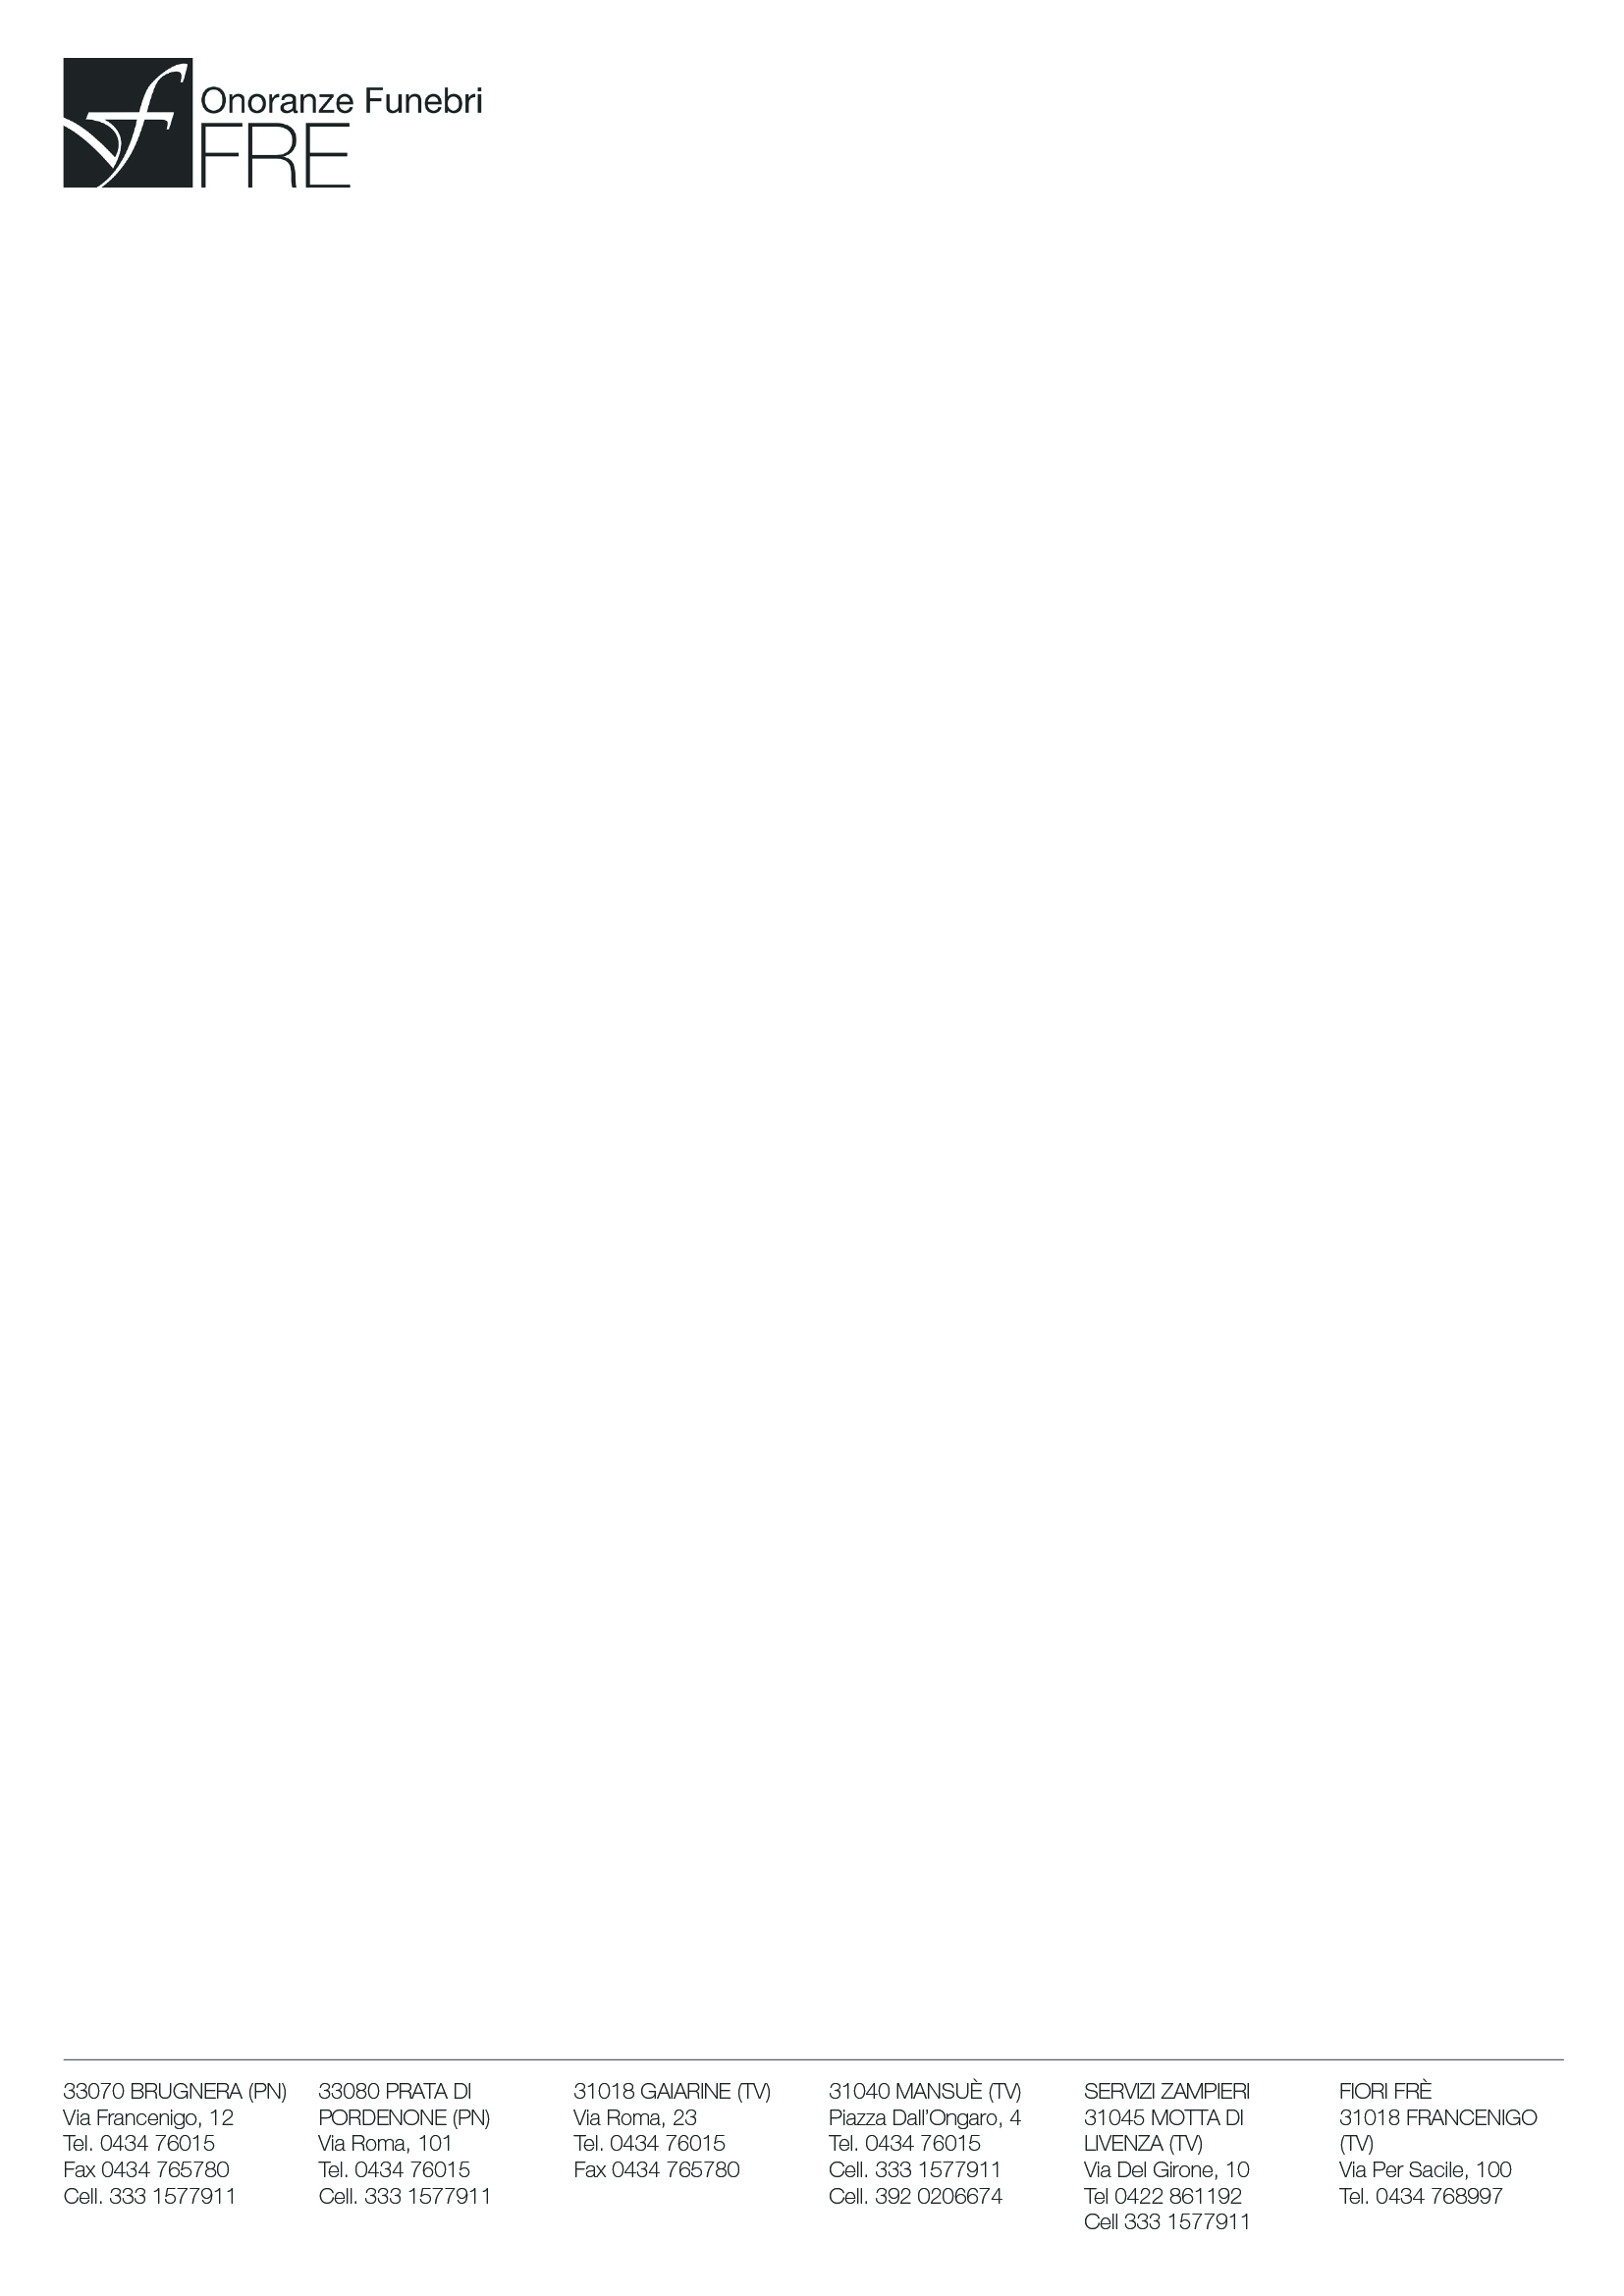 Onoranze Funebri
FRE
33070 BRUGNERA (PN)
Via Francenigo, 12
Tel. 0434 76015
Fax 0434 765780
Cell. 333 1577911
33080 PRATA DI
PORDENONE (PN)
Via Roma, 101
Tel. 0434 76015
Cell. 333 1577911
31018 GAIARINE (TV)
Via Roma, 23
Tel. 0434 76015
Fax 0434 765780
31040 MANSUÈ (TV)
Piazza Dall’Ongaro, 4
Tel. 0434 76015
Cell. 333 1577911
Cell. 392 0206674
SERVIZI ZAMPIERI
31045 MOTTA DI
LIVENZA (TV)
Via Del Girone, 10
Tel 0422 861192
Cell 333 1577911
FIORI FRÈ
31018 FRANCENIGO
(TV)
Via Per Sacile, 100
Tel. 0434 768997